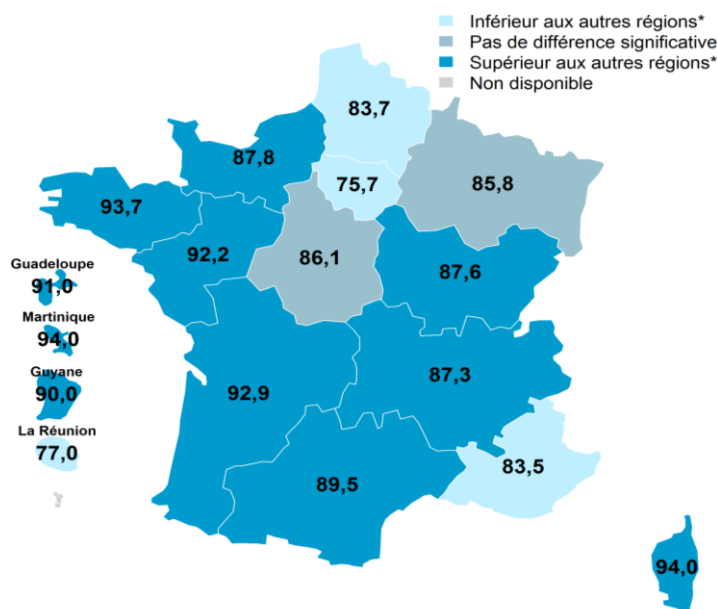 Inférieur aux autres régions*
Pas de différence significative
Supérieur aux autres régions*
Non disponible
83,7
87,8
75,7
85,8
93,7
92,2
86,1
87,6
Guadeloupe
91,0
Martinique
94,0
Guyane
90,0
La Réunion
77,0
92,9
87,3
83,5
89,5
94,0